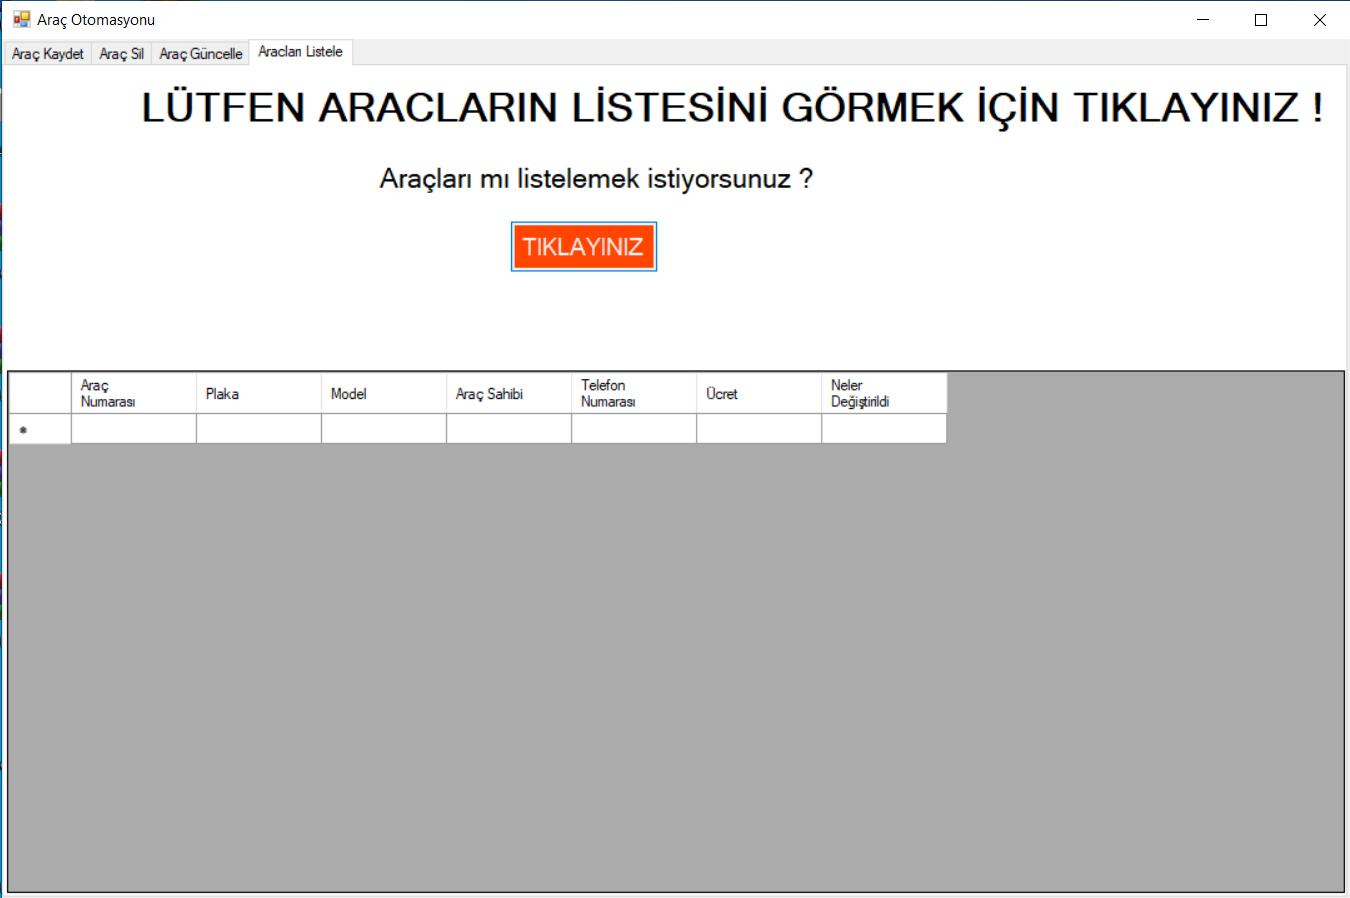 Araç Otomasyonu
Araç Kaydet
Araç Sil
Araç Güncelle
Araçları Listele
LÜTFEN ARACLARIN LİSTESİNİ GÖRMEK İÇİN TIKLAYINIZ !
Araçları mı listelemek istiyorsunuz ?
TIKLAYINIZ
Araç
Numarası
Plaka
Model
Araç Sahibi
Telefon
Numarası
Ücret
Neler
Değiştirildi